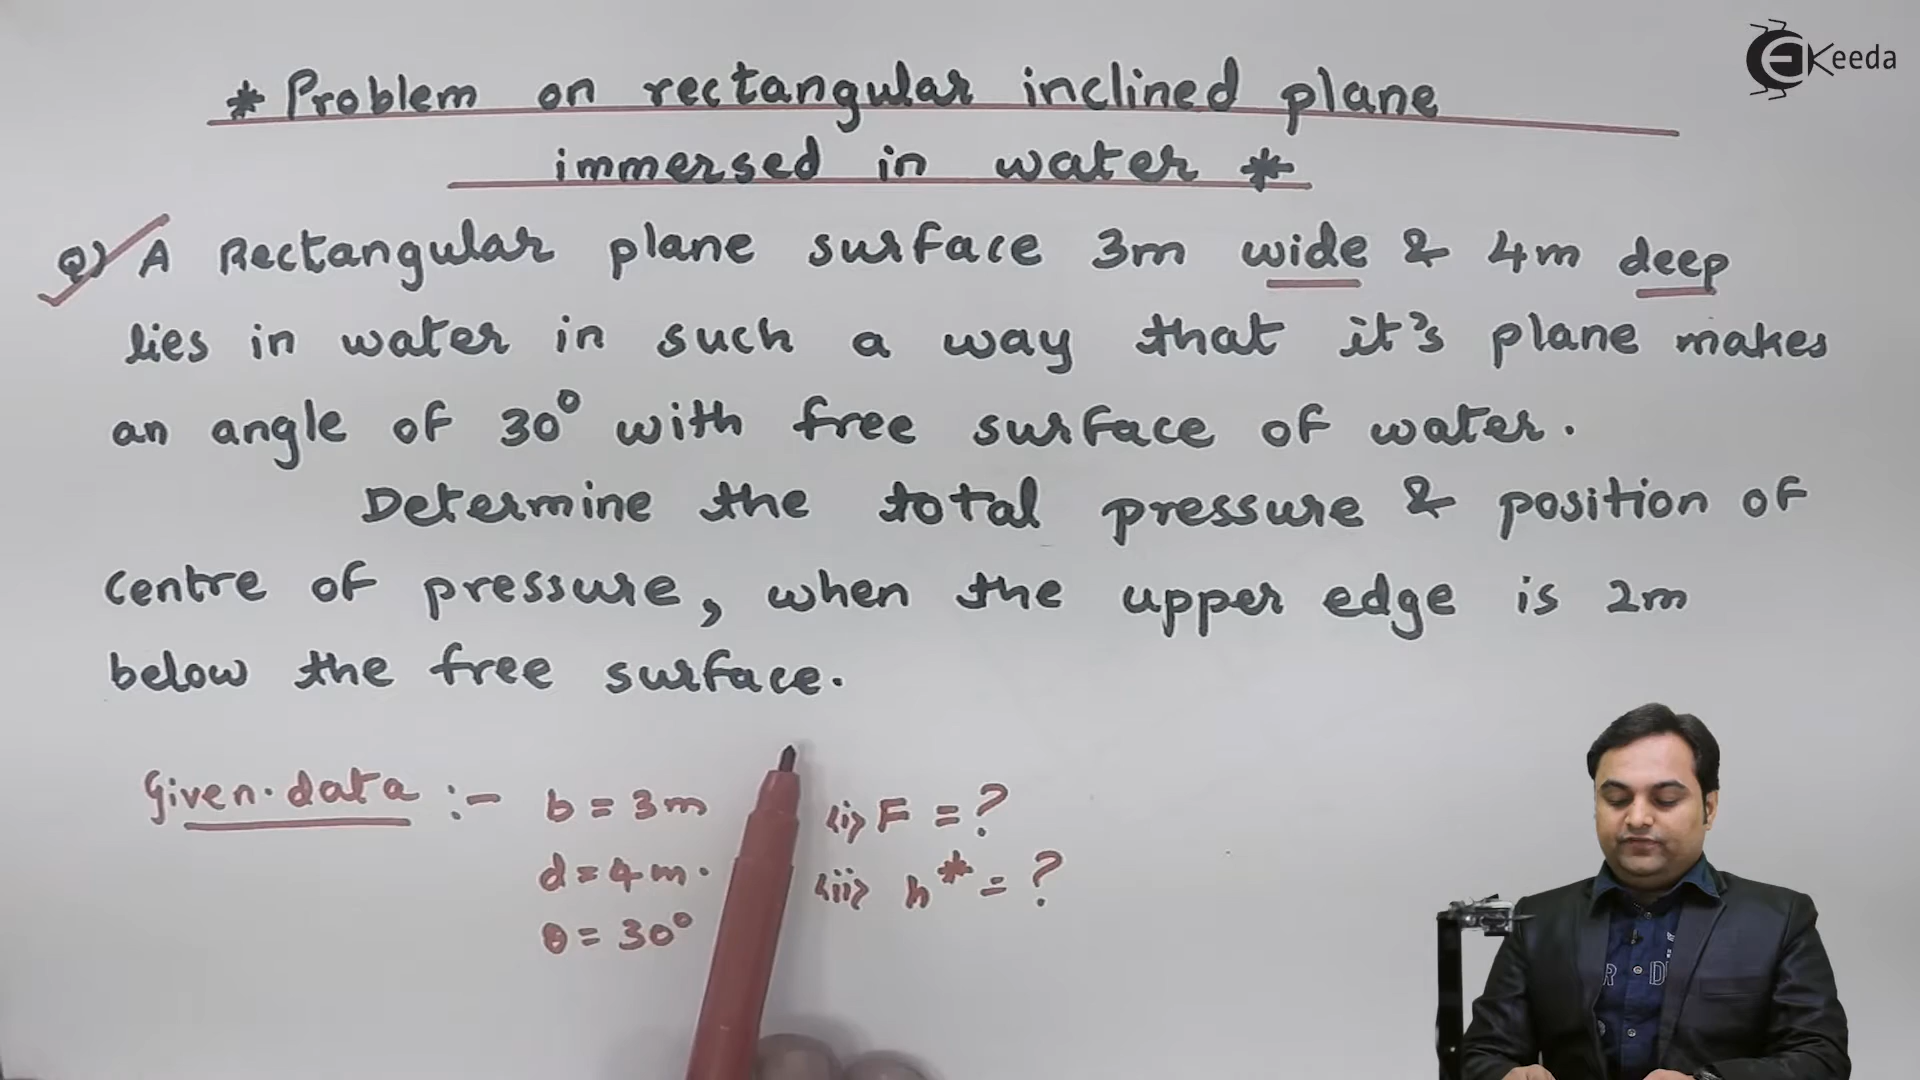 Keeda
* Problem on rectangular inclined plane
immersed in water *
Q) A Rectangular plane surface 3m wide & 4m deep
lies in water in such a way that it's plane makes
an angle of 30° with free surface of water.
Determine the total pressure & position of
centre of pressure, when the upper edge is 2m
below the free surface.
Given data :- b = 3m (i) F = ?
d = 4m. (ii) h* = ?
θ = 30°